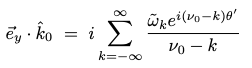 $\vec{e}_y \cdot \hat{k}_0 \ = \ i \sum_{k=-\infty}^{\infty} \frac{\tilde{\omega}_k e^{i(\nu_0-k)\theta'}}{\nu_0-k}$